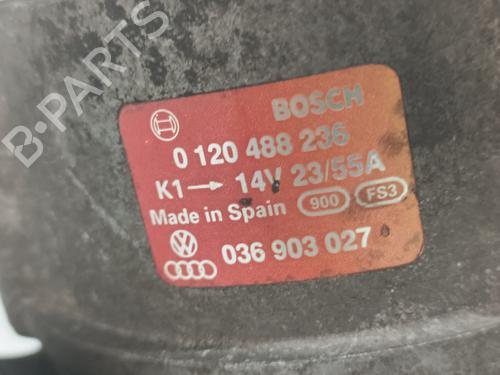 B-PARTS
BOSCH
0 120 488 236
K1→ 14V 23/55A
Made in Spain 900 FS3
036 903 027